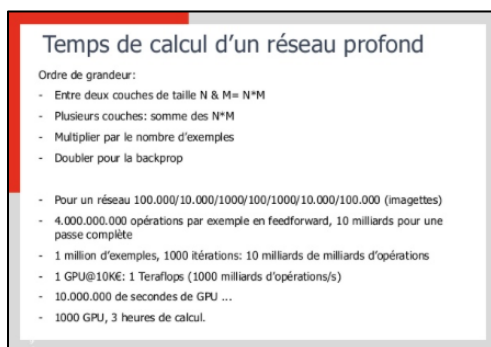 Temps de calcul d'un réseau profond
Ordre de grandeur:
- Entre deux couches de taille N & M= N*M
- Plusieurs couches: somme des N*M
- Multiplier par le nombre d'exemples
- Doubler pour la backprop
- Pour un réseau 100.000/10.000/1000/100/1000/10.000/100.000 (imagettes)
- 4.000.000.000 opérations par exemple en feedforward, 10 milliards pour une
passe complète
- 1 million d'exemples, 1000 itérations: 10 milliards de milliards d'opérations
- 1 GPU@10K€: 1 Teraflops (1000 milliards d'opérations/s)
- 10.000.000 de secondes de GPU ...
- 1000 GPU, 3 heures de calcul.